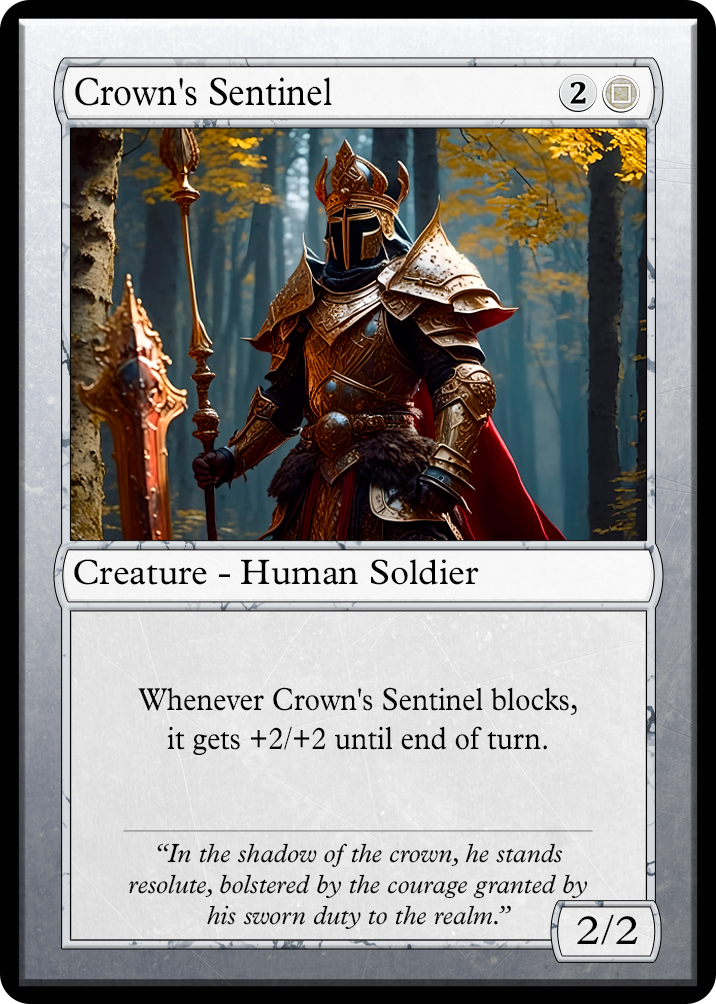 Crown's Sentinel 2
Creature - Human Soldier
Whenever Crown's Sentinel blocks,
it gets +2/+2 until end of turn.
“In the shadow of the crown, he stands
resolute, bolstered by the courage granted by
his sworn duty to the realm.”
2/2